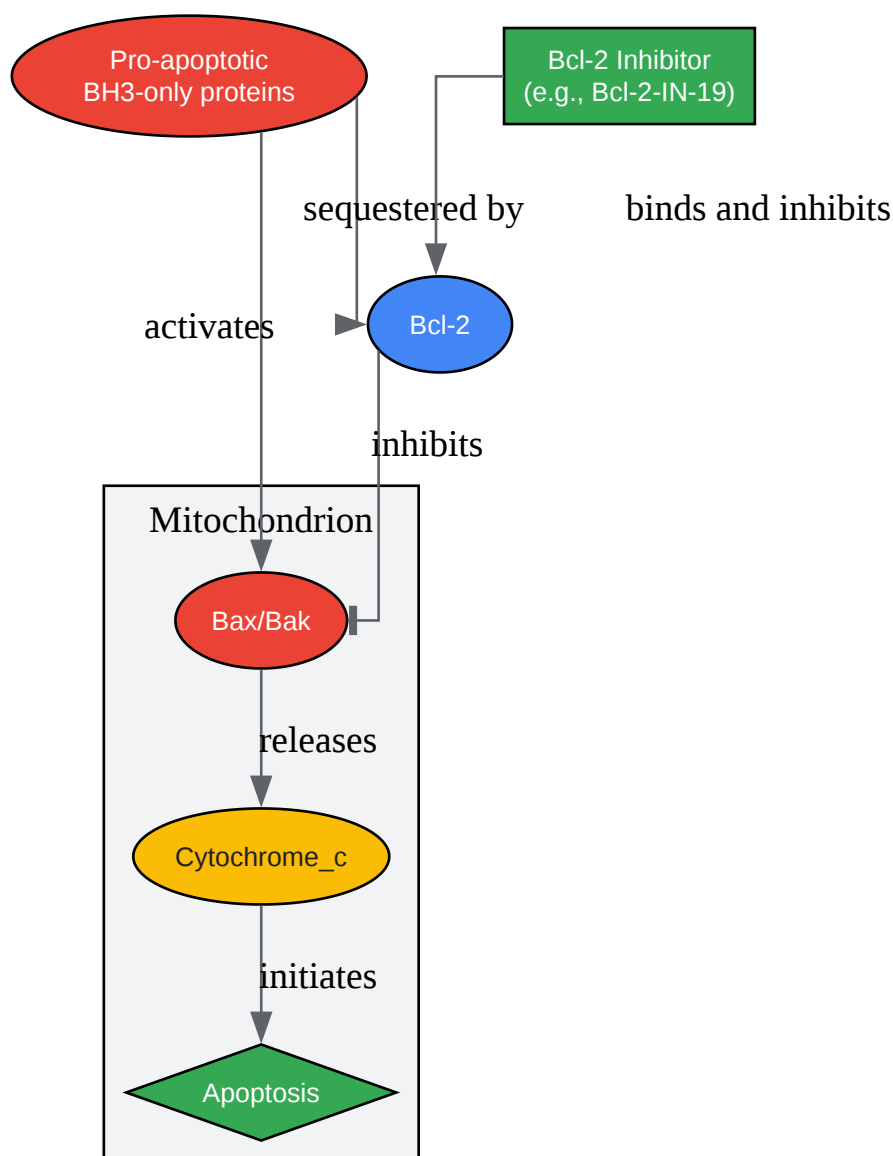 Pro-apoptotic
BH3-only proteins
Bcl-2 Inhibitor
(e.g., Bcl-2-IN-19)
sequestered by
binds and inhibits
activates
Bcl-2
inhibits
Mitochondrion
Bax/Bak
releases
Cytochrome_c
initiates
Apoptosis